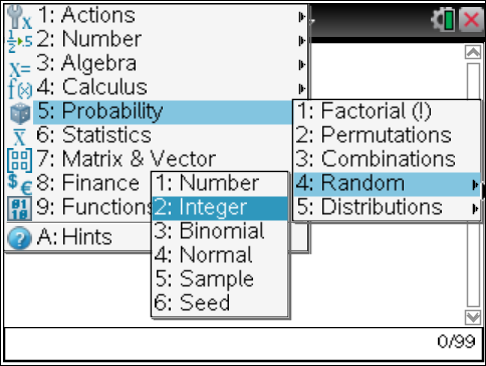 1: Actions
2: Number
3: Algebra
4: Calculus
5: Probability
6: Statistics
7: Matrix & Vector
8: Finance
9: Functions
A: Hints
1: Factorial (!)
2: Permutations
3: Combinations
4: Random
5: Distributions
1: Number
2: Integer
3: Binomial
4: Normal
5: Sample
6: Seed
0/99